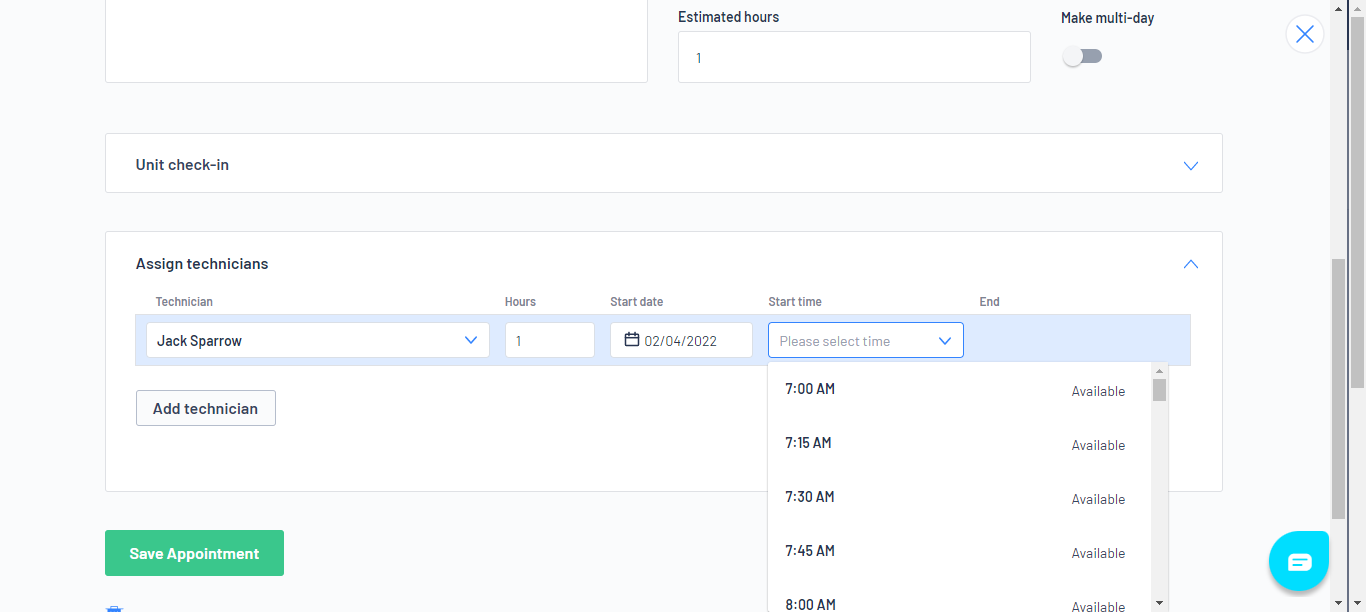 Estimated hours
Make multi-day
1
Unit check-in
Assign technicians
Technician Hours Start date Start time End
Jack Sparrow 1 02/04/2022 Please select time
7:00 AM Available
Add technician
7:15 AM Available
7:30 AM Available
Save Appointment
7:45 AM Available
8:00 AM Available